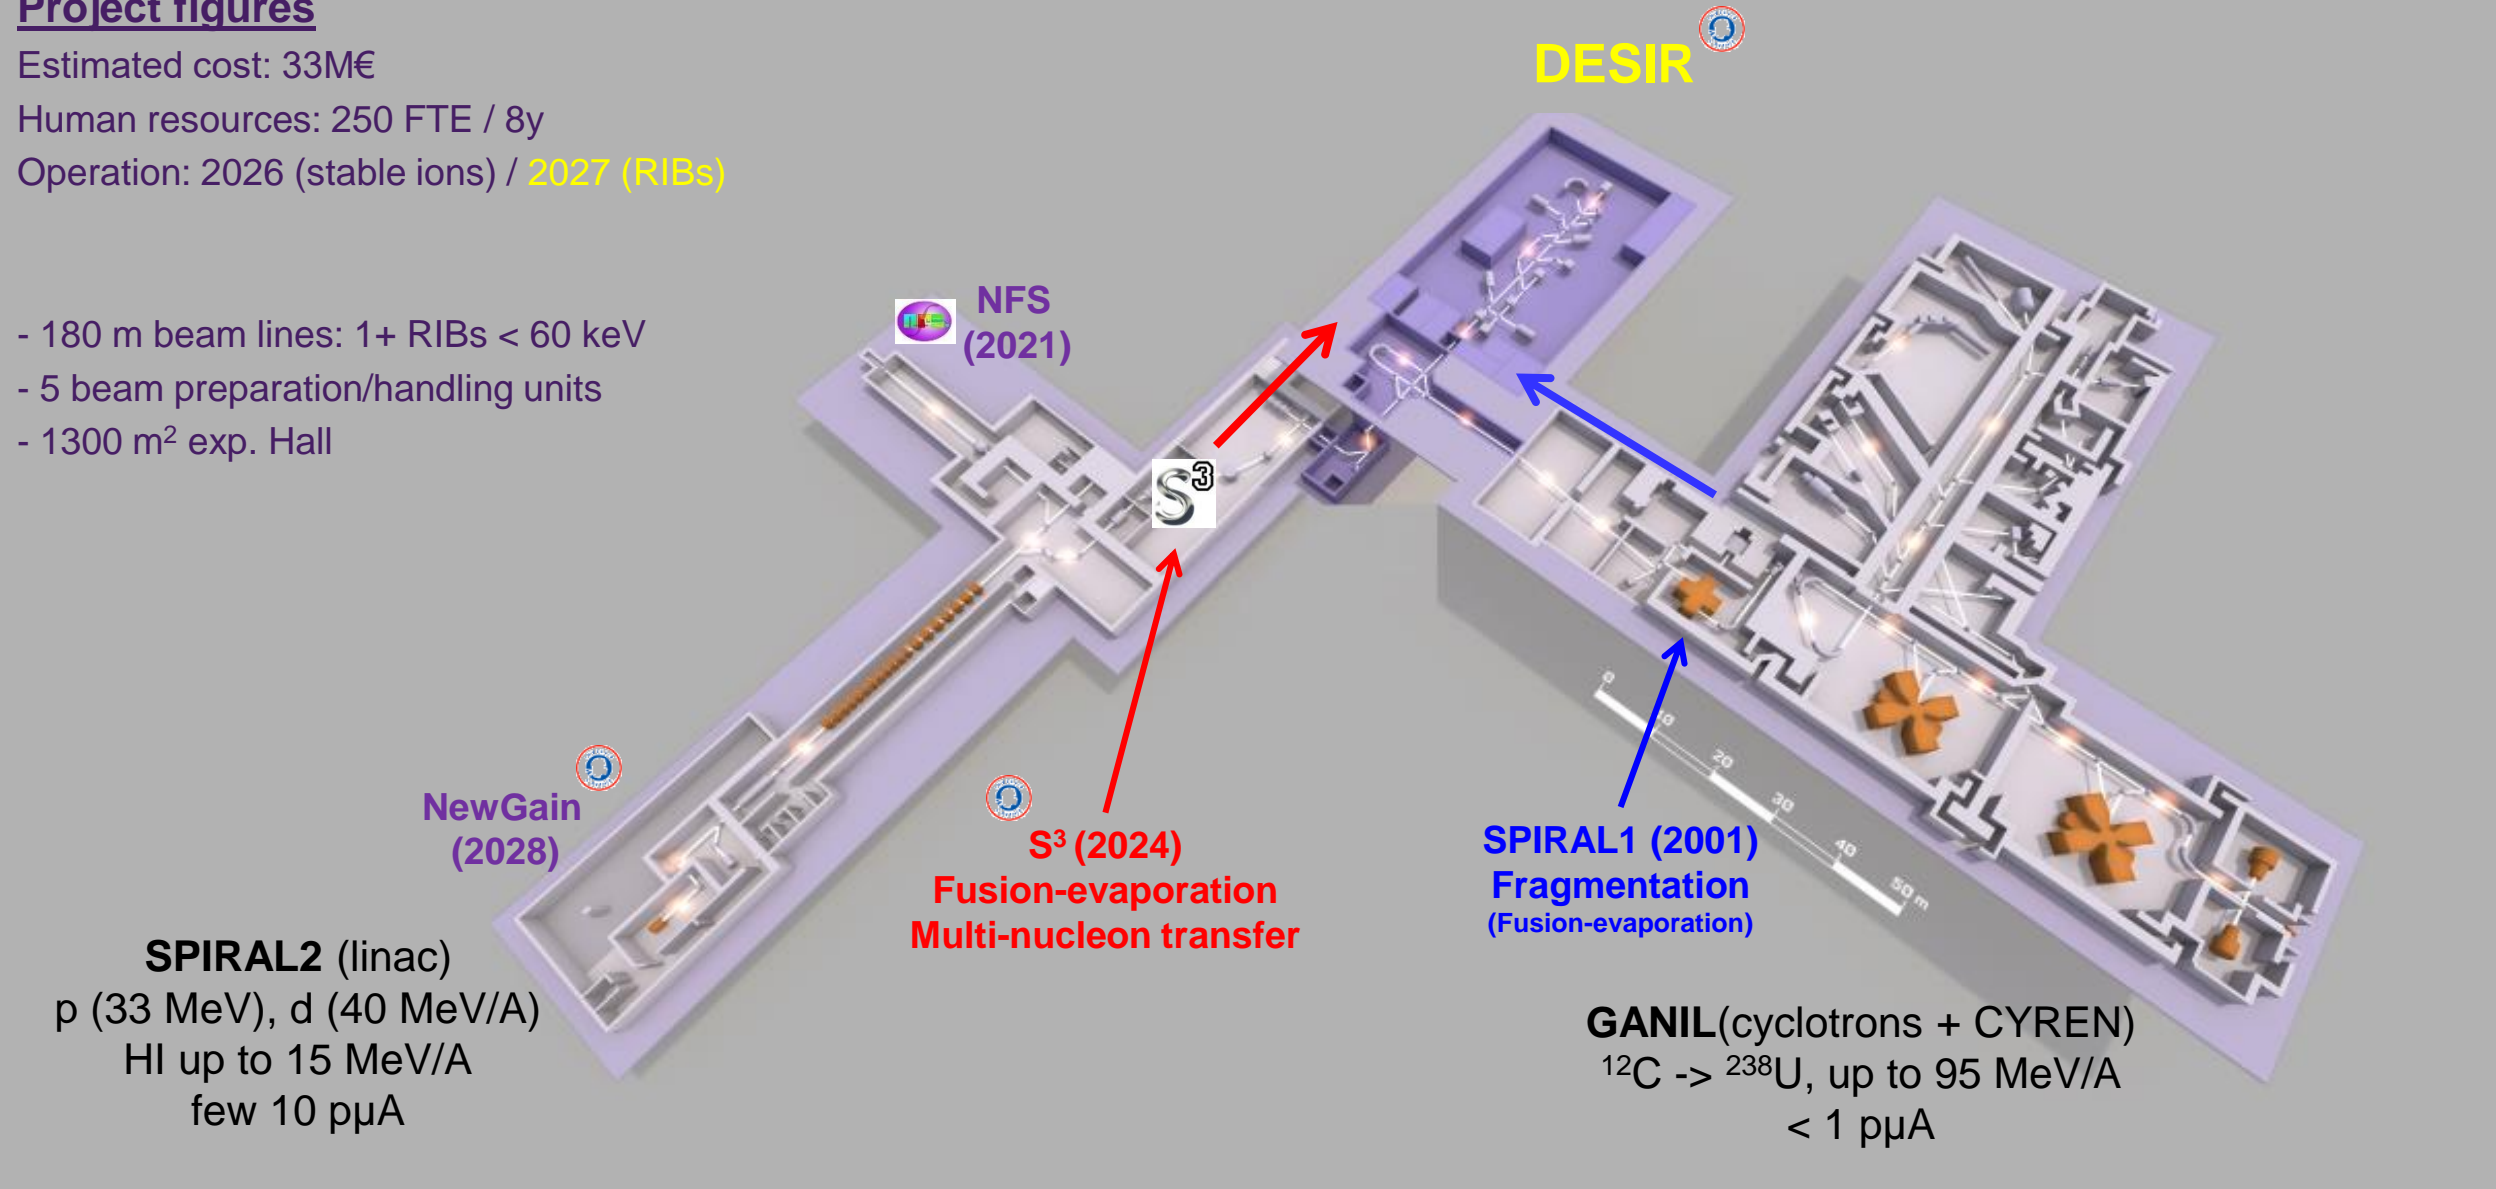 Project figures
Estimated cost: 33M€
Human resources: 250 FTE / 8y
Operation: 2026 (stable ions) / 2027 (RIBs)
- 180 m beam lines: 1+ RIBs < 60 keV
- 5 beam preparation/handling units
- 1300 m² exp. Hall
DESIR
NFS
(2021)
S³
NewGain
(2028)
S³ (2024)
Fusion-evaporation
Multi-nucleon transfer
SPIRAL1 (2001)
Fragmentation
(Fusion-evaporation)
0
10
20
30
40
50 m
SPIRAL2 (linac)
p (33 MeV), d (40 MeV/A)
HI up to 15 MeV/A
few 10 pµA
GANIL(cyclotrons + CYREN)
¹²C -> ²³⁸U, up to 95 MeV/A
< 1 pµA